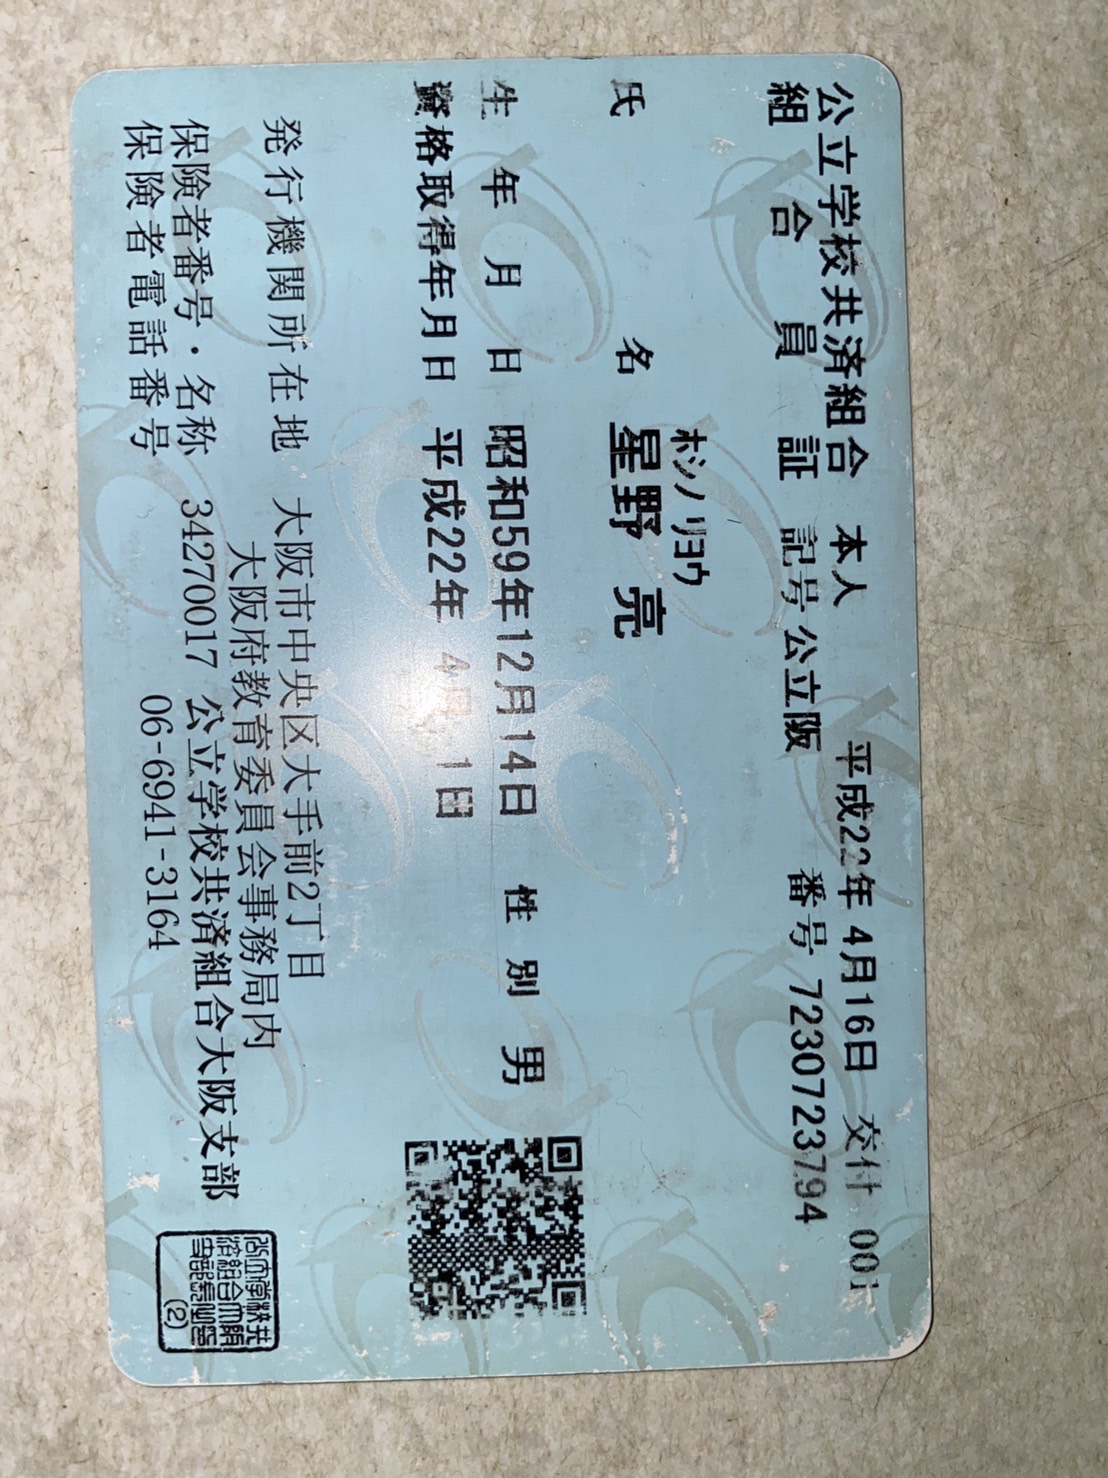 公立学校共済組合 本人 平成22年 4月16日 交付 001
組合員証 記号 公立阪 番号 72307723794
ホシノ リョウ
氏名 星野 亮
生年月日 昭和59年12月14日 性別 男
資格取得年月日 平成22年 4月 1日
発行機関所在地 大阪市中央区大手前2丁目
大阪府教育委員会事務局内
保険者番号・名称 34270017 公立学校共済組合大阪支部
保険者電話番号 06-6941-3164
(2)